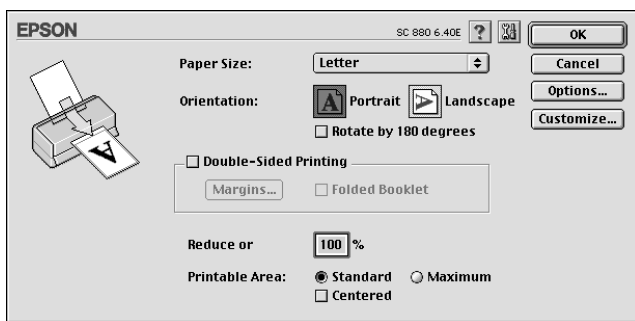 EPSON SC 880 6.40E ? OK
Paper Size: Letter Cancel
Options...
Orientation: A Portrait A Landscape
Customize...
Rotate by 180 degrees
A
Double-Sided Printing
Margins... Folded Booklet
Reduce or 100 %
Printable Area: Standard Maximum
Centered